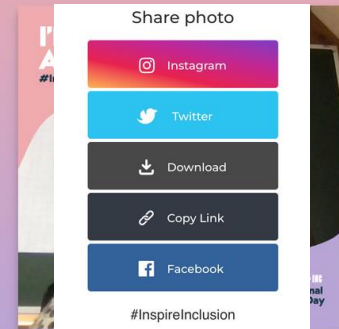 Share photo
Instagram
Twitter
Download
Copy Link
Facebook
#InspireInclusion